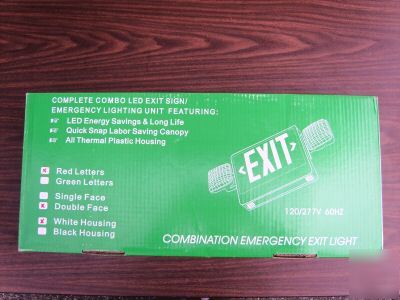 COMPLETE COMBO LED EXIT SIGN/
EMERGENCY LIGHTING UNIT FEATURING:
LED Energy Savings & Long Life
Quick Snap Labor Saving Canopy
All Thermal Plastic Housing
Red Letters
Green Letters
Single Face
Double Face
White Housing
Black Housing
EXIT
120/277V 60HZ
COMBINATION EMERGENCY EXIT LIGHT